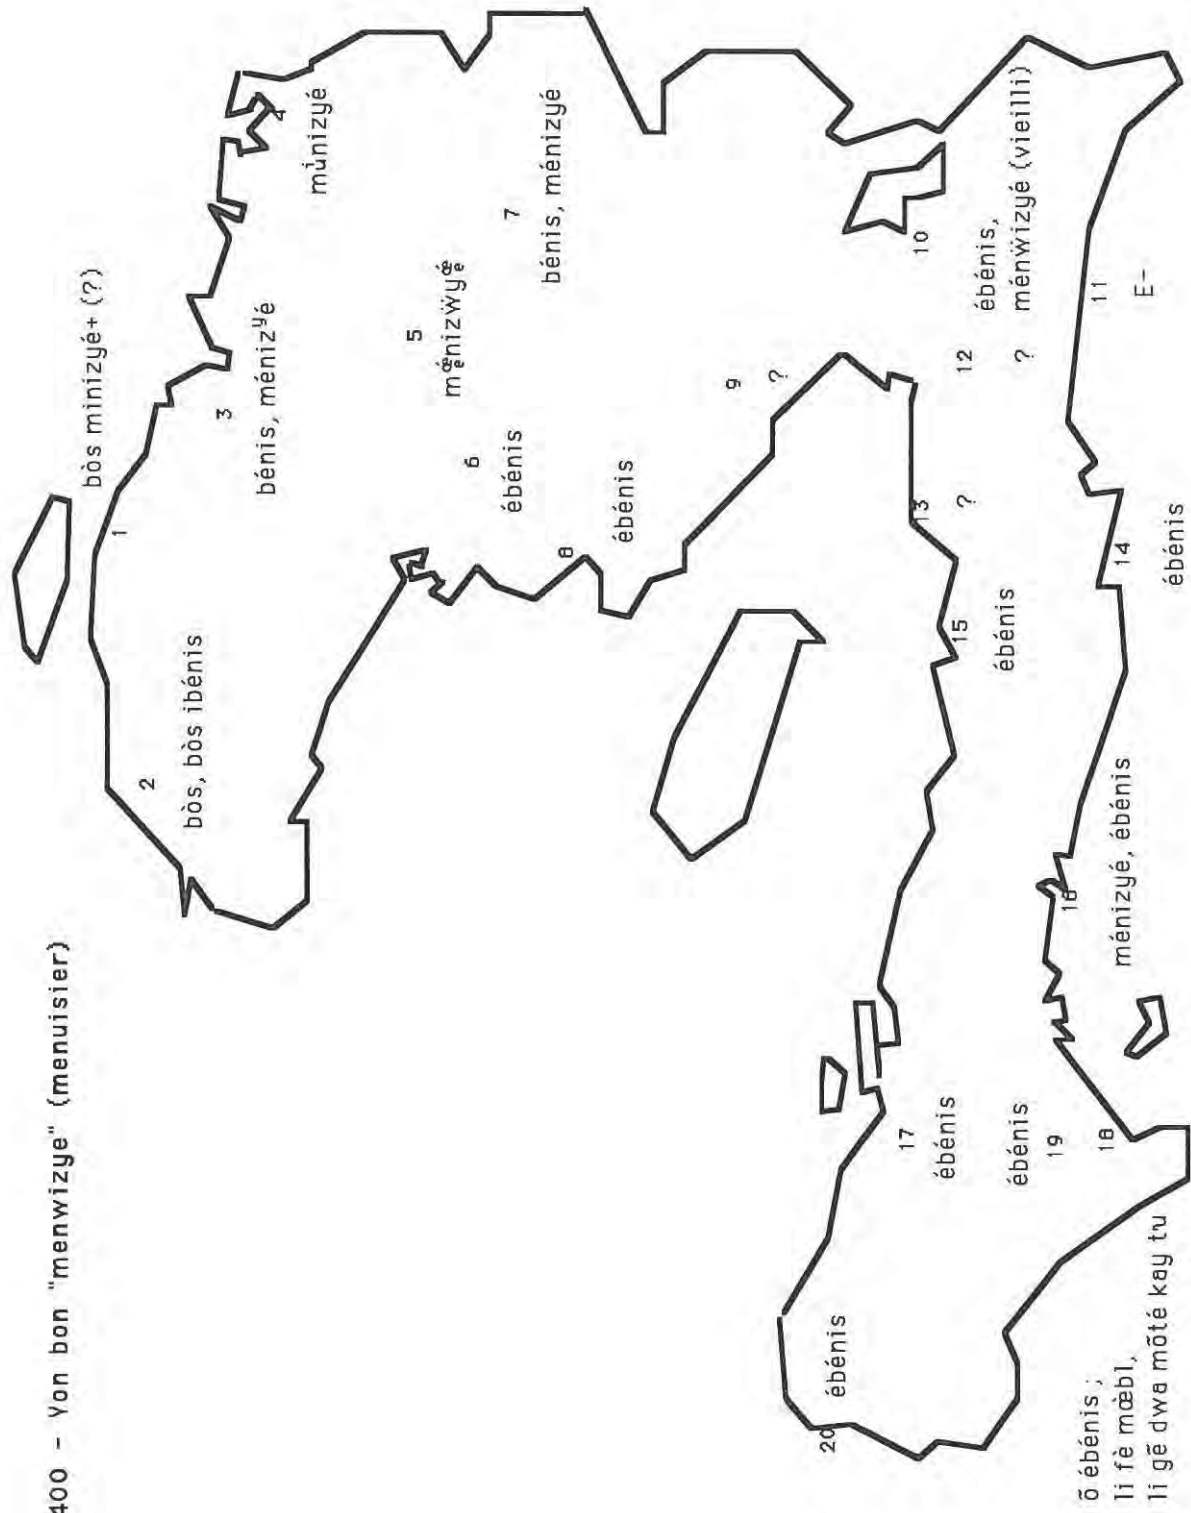 400 - Yon bon "menwizye" (menuisier)
bòs minizyé+ (?)
1
2
bòs, bòs ibénis
3
bénis, ménizʸé
4
5
6
ébénis
7
bénis, ménizyé
8
ébénis
9
?
10
ébénis,
ménẅizyé (vieilli)
11
E-
12
?
13
?
14
ébénis
15
ébénis
16
ménizyé, ébénis
17
ébénis
ébénis
19
18
20
ébénis
õ ébénis ;
li fè mœbl,
li gẽ dwa mõté kay tu